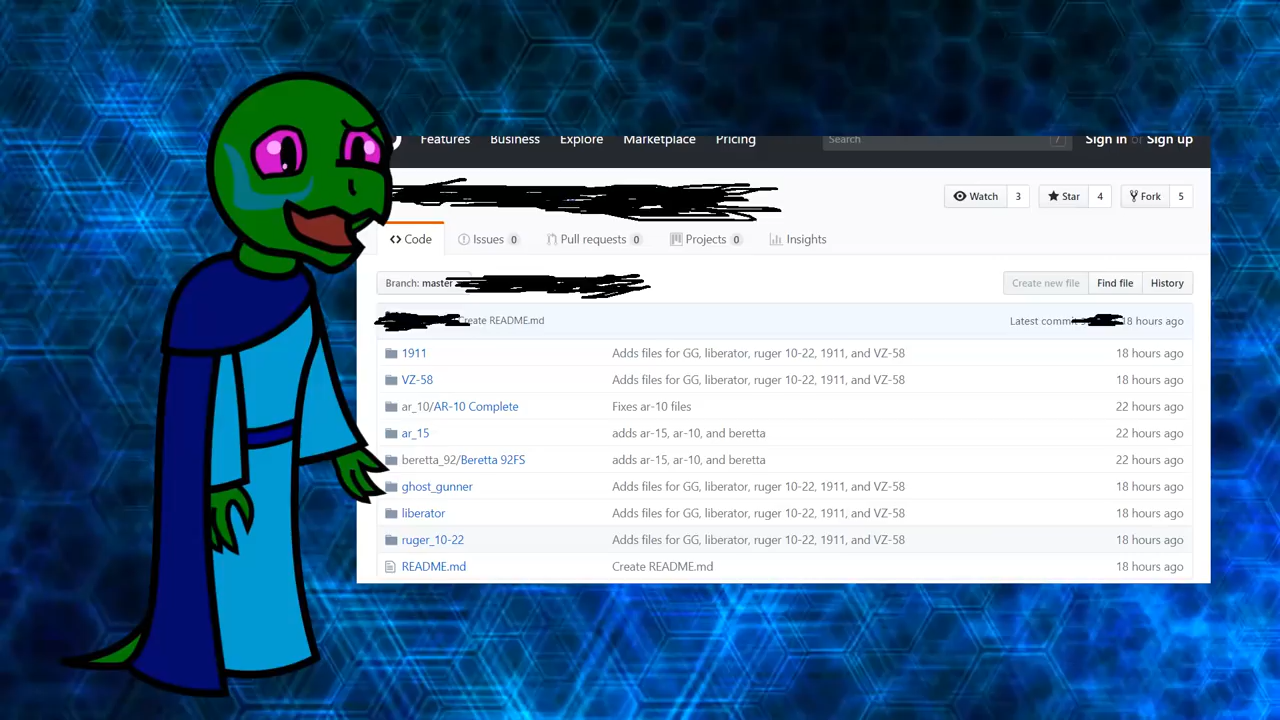 Features Business Explore Marketplace Pricing Search / Sign in or Sign up
Watch 3 Star 4 Fork 5
Code Issues 0 Pull requests 0 Projects 0 Insights
Branch: master Create new file Find file History
Create README.md Latest 18 hours ago
1911 Adds files for GG, liberator, ruger 10-22, 1911, and VZ-58 18 hours ago
VZ-58 Adds files for GG, liberator, ruger 10-22, 1911, and VZ-58 18 hours ago
ar_10/AR-10 Complete Fixes ar-10 files 22 hours ago
ar_15 adds ar-15, ar-10, and beretta 22 hours ago
beretta_92/Beretta 92FS adds ar-15, ar-10, and beretta 22 hours ago
ghost_gunner Adds files for GG, liberator, ruger 10-22, 1911, and VZ-58 18 hours ago
liberator Adds files for GG, liberator, ruger 10-22, 1911, and VZ-58 18 hours ago
ruger_10-22 Adds files for GG, liberator, ruger 10-22, 1911, and VZ-58 18 hours ago
README.md Create README.md 18 hours ago